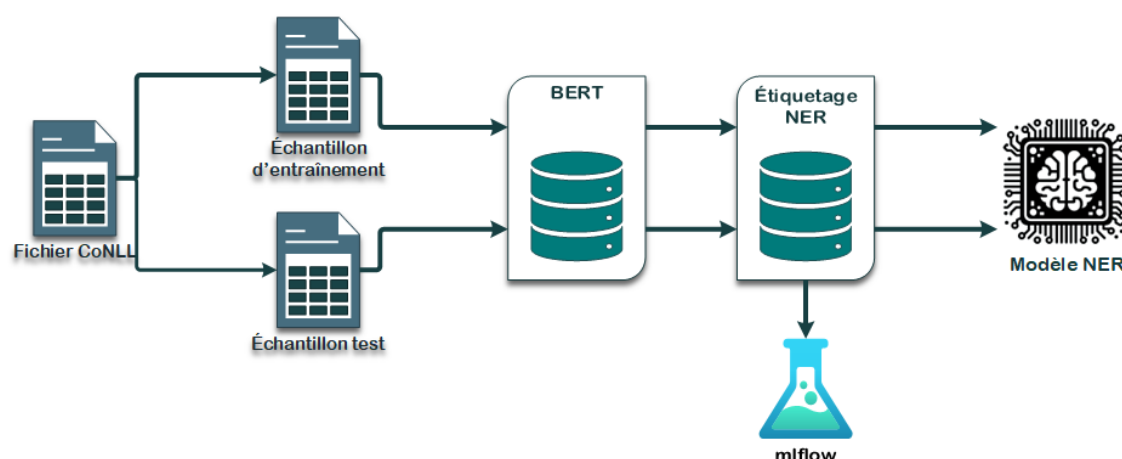 Fichier CoNLL
Échantillon
d'entraînement
Échantillon test
BERT
Étiquetage
NER
mlflow
Modèle NER